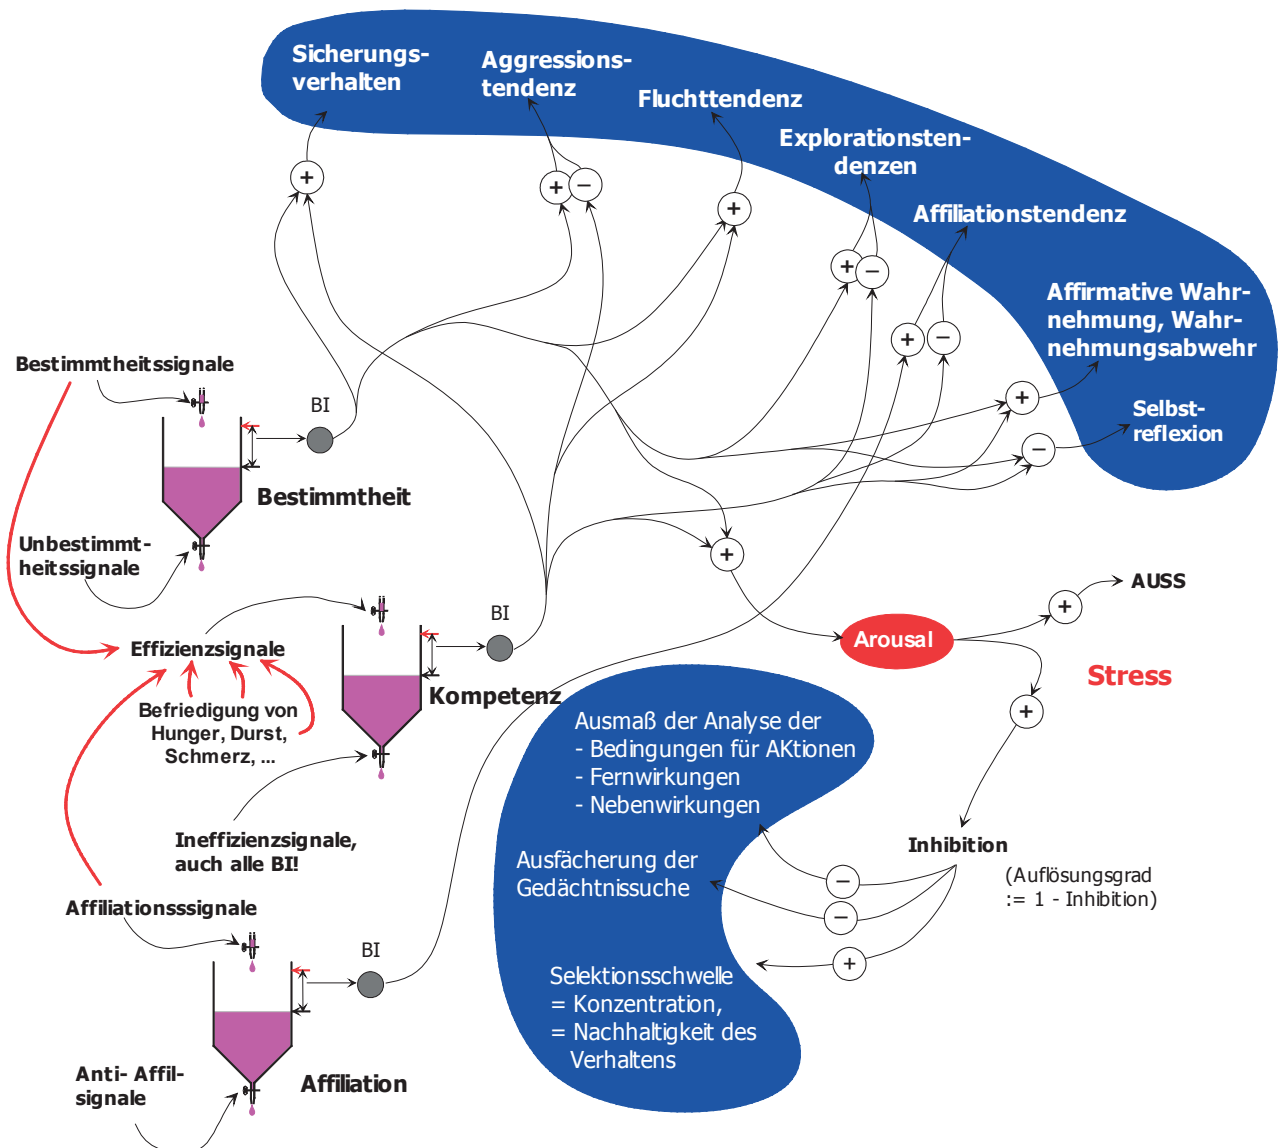 Sicherungs-
verhalten
Aggressions-
tendenz
Fluchttendenz
Explorationsten-
denzen
Affiliationstendenz
Affirmative Wahr-
nehmung, Wahr-
nehmungsabwehr
Selbst-
reflexion
+
+
−
+
+
−
+
−
+
−
+
Bestimmtheitssignale
BI
Bestimmtheit
Unbestimmt-
heitssignale
Effizienzsignale
BI
Kompetenz
Befriedigung von
Hunger, Durst,
Schmerz, ...
Ineffizienzsignale,
auch alle BI!
Affiliationsssignale
BI
Affiliation
Anti- Affil-
signale
Arousal
+
AUSS
Stress
+
Inhibition
(Auflösungsgrad
:= 1 - Inhibition)
−
−
+
Ausmaß der Analyse der
- Bedingungen für AKtionen
- Fernwirkungen
- Nebenwirkungen
Ausfächerung der
Gedächtnissuche
Selektionsschwelle
= Konzentration,
= Nachhaltigkeit des
Verhaltens